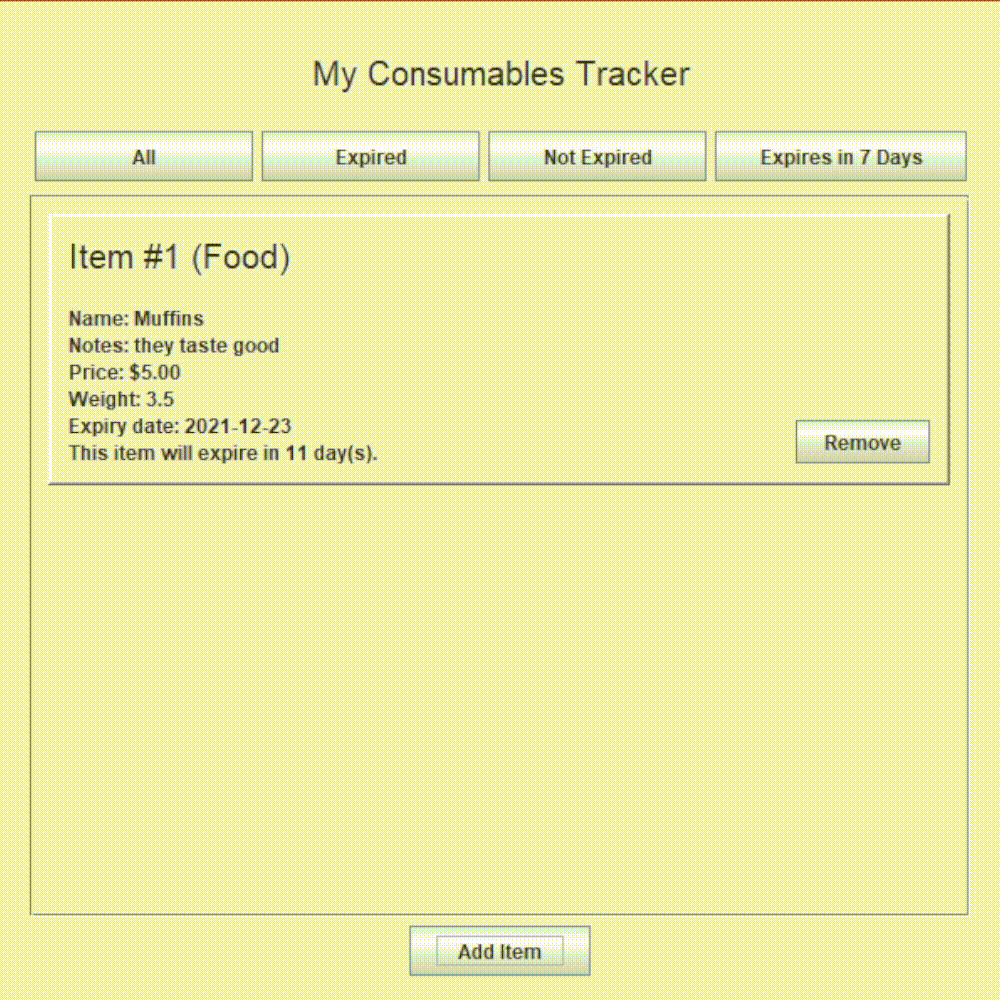 My Consumables Tracker
All
Expired
Not Expired
Expires in 7 Days
Item #1 (Food)
Name: Muffins
Notes: they taste good
Price: $5.00
Weight: 3.5
Expiry date: 2021-12-23
This item will expire in 11 day(s).
Remove
Add Item